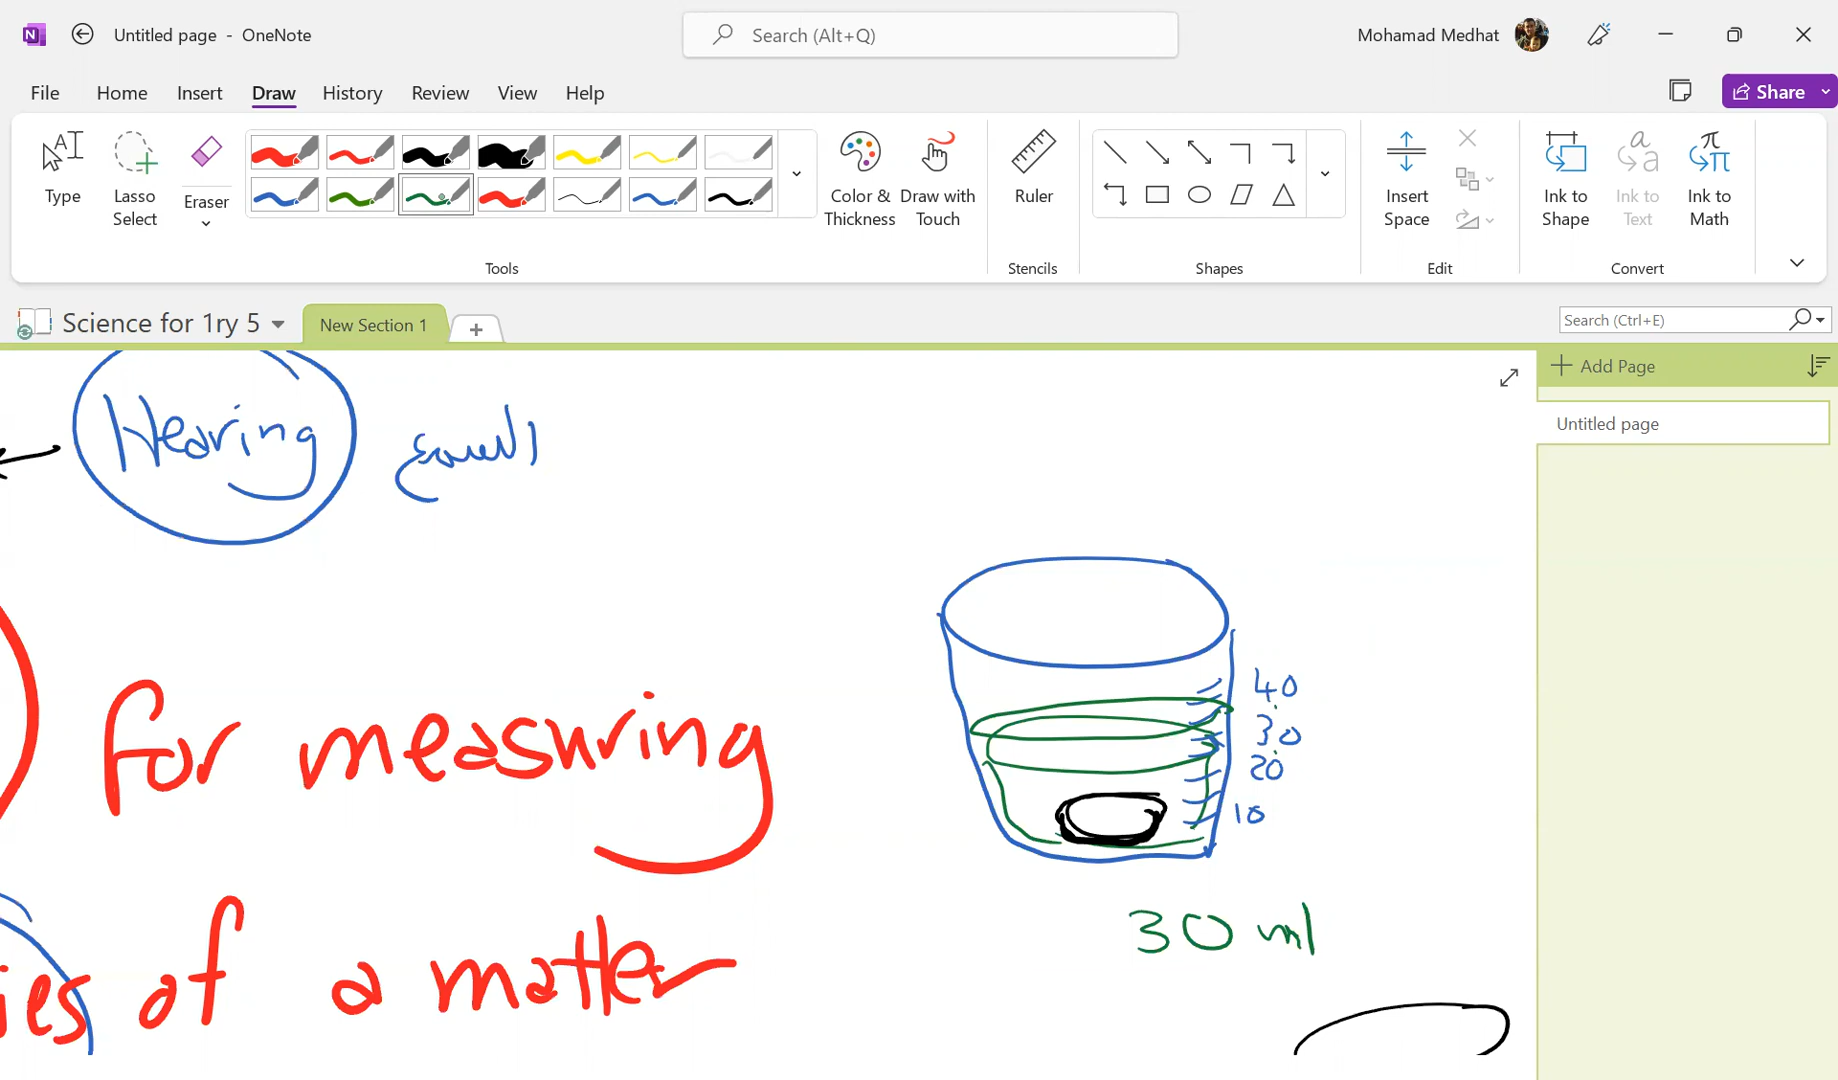 Untitled page - OneNote
Search (Alt+Q)
Mohamad Medhat
File Home Insert Draw History Review View Help
Share
Type
Lasso Select
Eraser
Color & Thickness
Draw with Touch
Ruler
Insert Space
Ink to Shape
Ink to Text
Ink to Math
Tools
Stencils
Shapes
Edit
Convert
Science for 1ry 5
New Section 1
Search (Ctrl+E)
Add Page
Untitled page
Hearing
السمع
40
30
20
10
for measuring
30 ml
ies of a matter